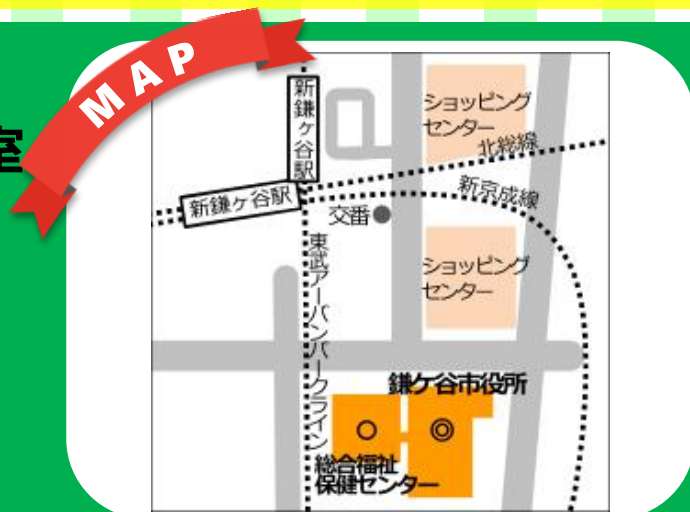 MAP
室
新鎌ヶ谷駅
ショッピング
センター
北総線
新鎌ヶ谷駅
新京成線
交番
東武アーバンパークライン
ショッピング
センター
鎌ケ谷市役所
総合福祉
保健センター